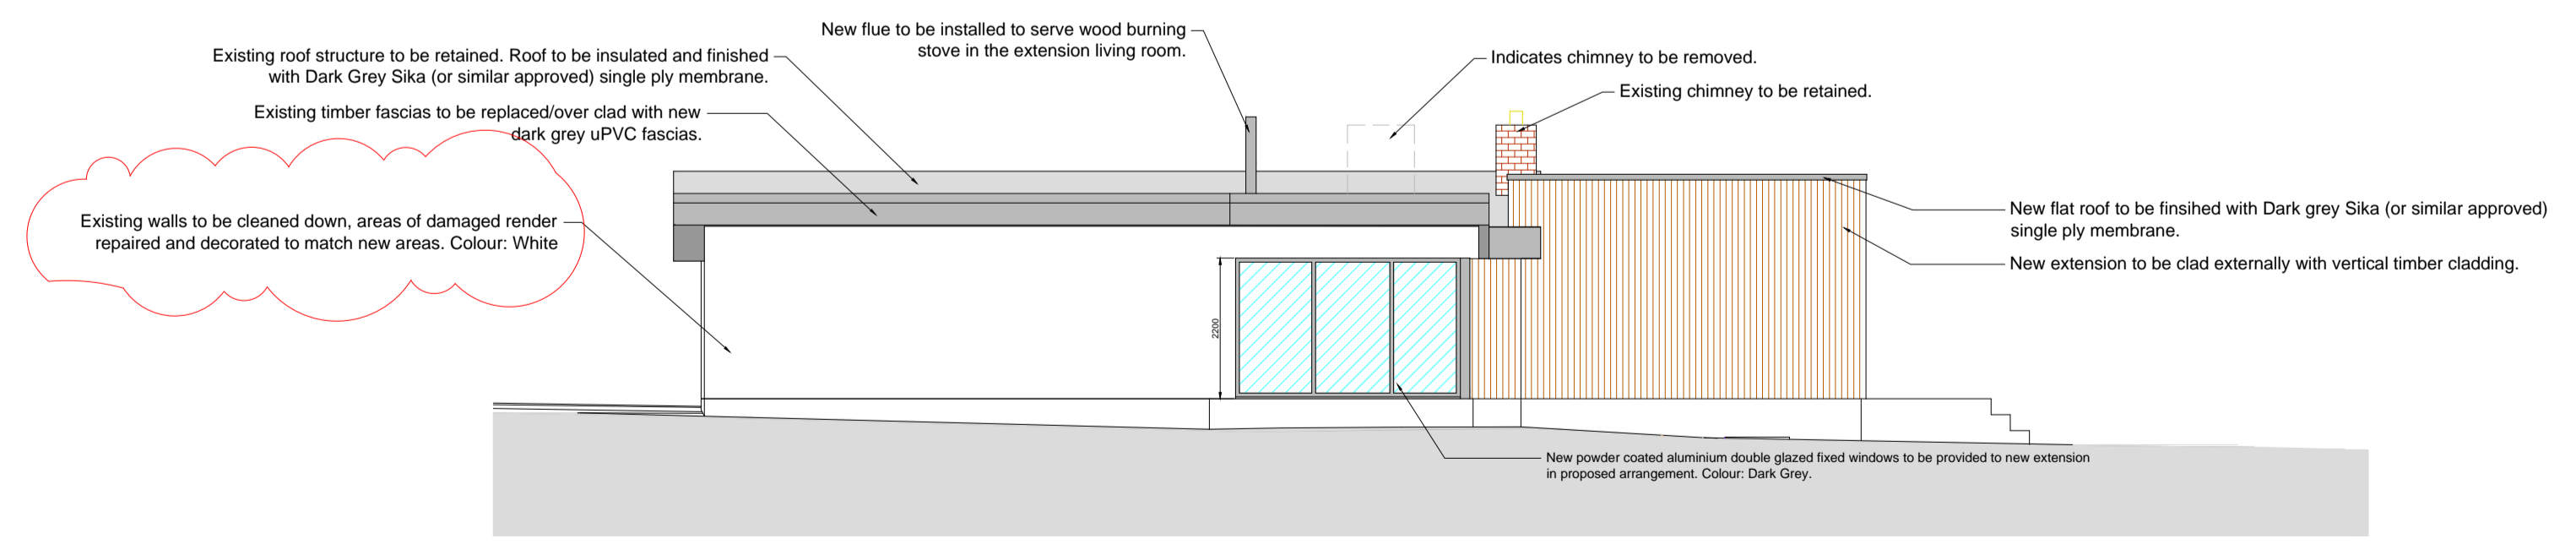 New flue to be installed to serve wood burning
stove in the extension living room.
Existing roof structure to be retained. Roof to be insulated and finished
with Dark Grey Sika (or similar approved) single ply membrane.
Indicates chimney to be removed.
Existing chimney to be retained.
Existing timber fascias to be replaced/over clad with new
dark grey uPVC fascias.
Existing walls to be cleaned down, areas of damaged render
repaired and decorated to match new areas. Colour: White
New flat roof to be finsihed with Dark grey Sika (or similar approved)
single ply membrane.
New extension to be clad externally with vertical timber cladding.
2200
New powder coated aluminium double glazed fixed windows to be provided to new extension
in proposed arrangement. Colour: Dark Grey.